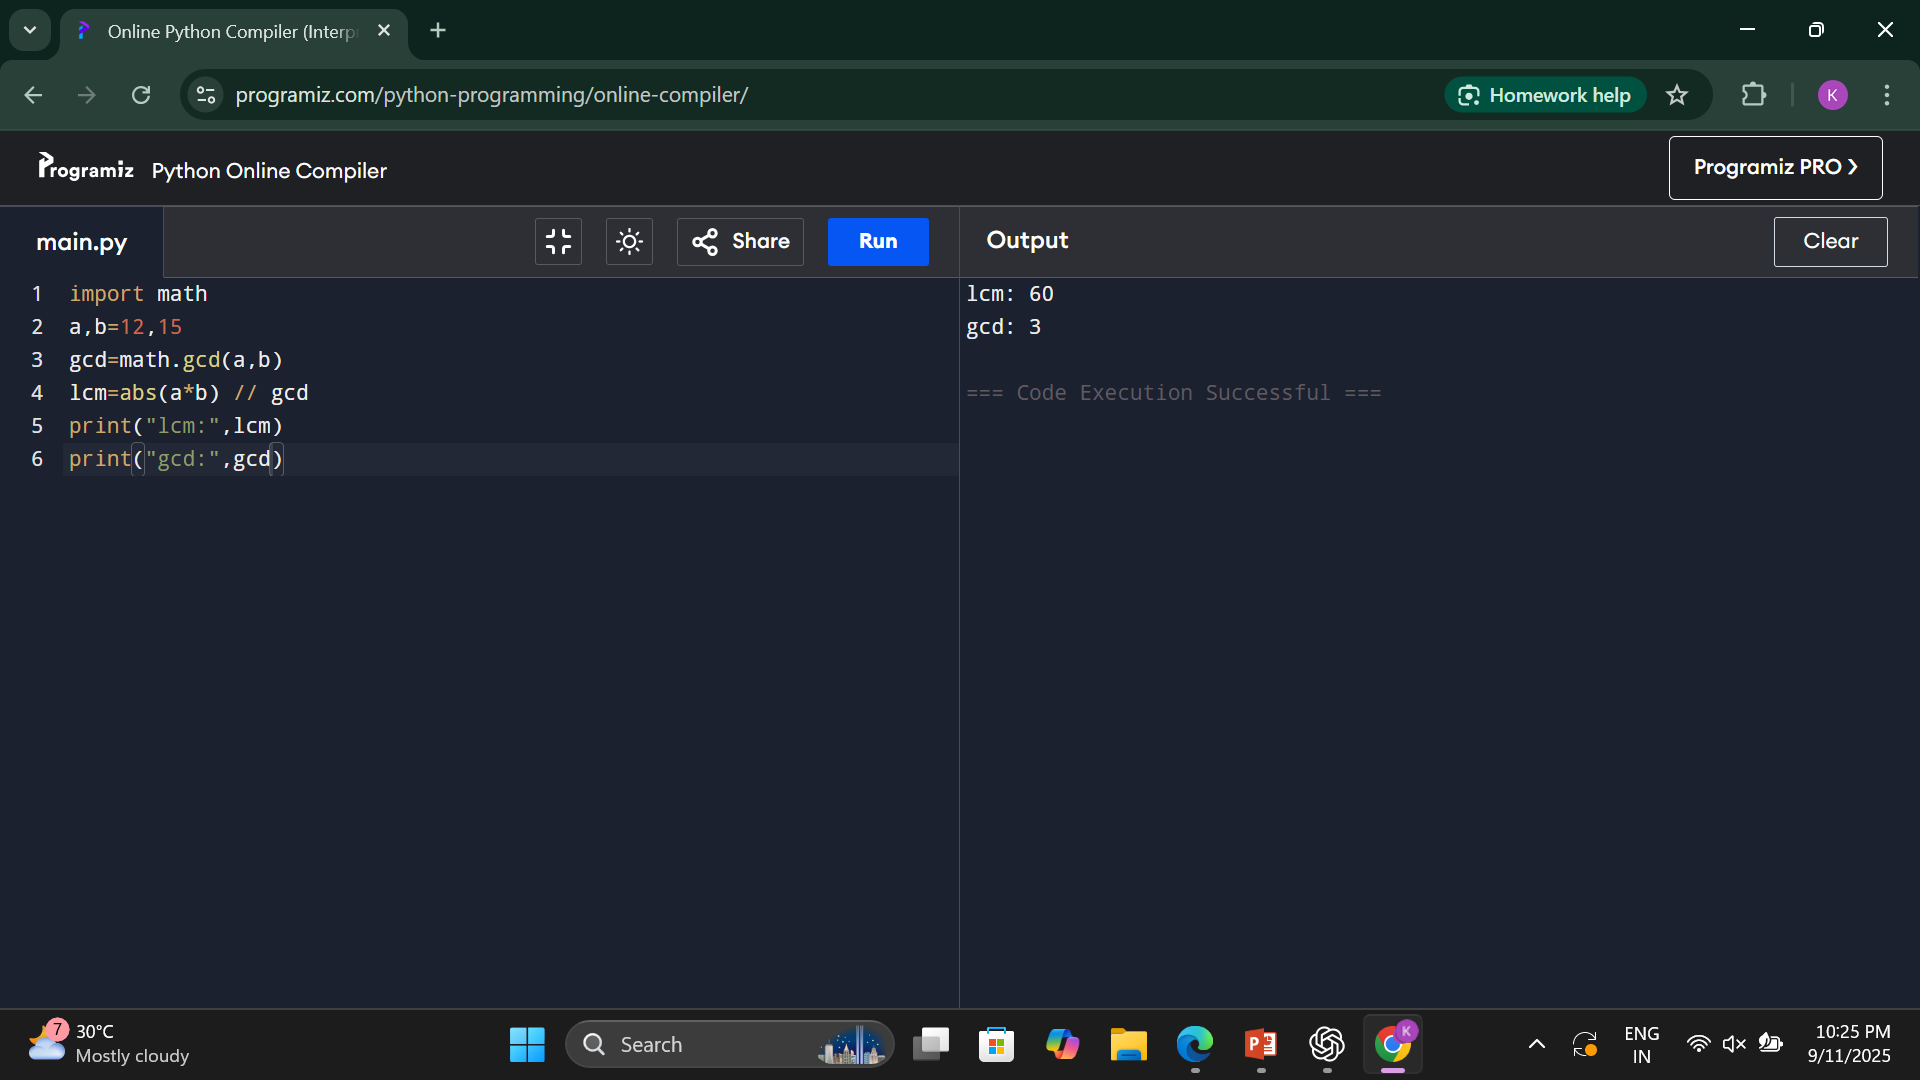 Online Python Compiler (Interp
programiz.com/python-programming/online-compiler/
Homework help
K
Programiz
Python Online Compiler
Programiz PRO
main.py
Share
Run
Output
Clear
1 import math
2 a,b=12,15
3 gcd=math.gcd(a,b)
4 lcm=abs(a*b) // gcd
5 print("lcm:",lcm)
6 print("gcd:",gcd)
lcm: 60
gcd: 3
=== Code Execution Successful ===
7
30°C
Mostly cloudy
Search
P
K
ENG
IN
10:25 PM
9/11/2025